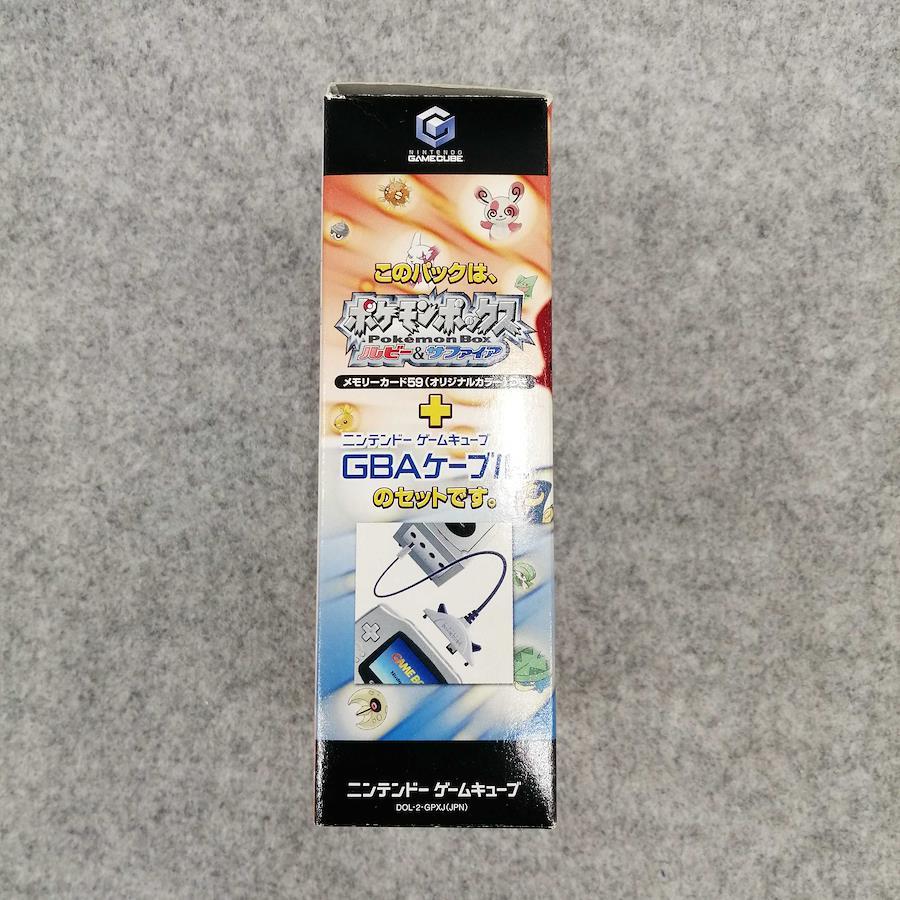 NINTENDO
GAMECUBE
このパックは、
ポケモンボックス
Pokémon Box
ルビー&サファイア
メモリーカード59(オリジナルカラー)
+
ニンテンドー ゲームキューブ
GBAケーブル
のセットです。
GAME BO
ニンテンドー ゲームキューブ
DOL-2-GPXJ(JPN)